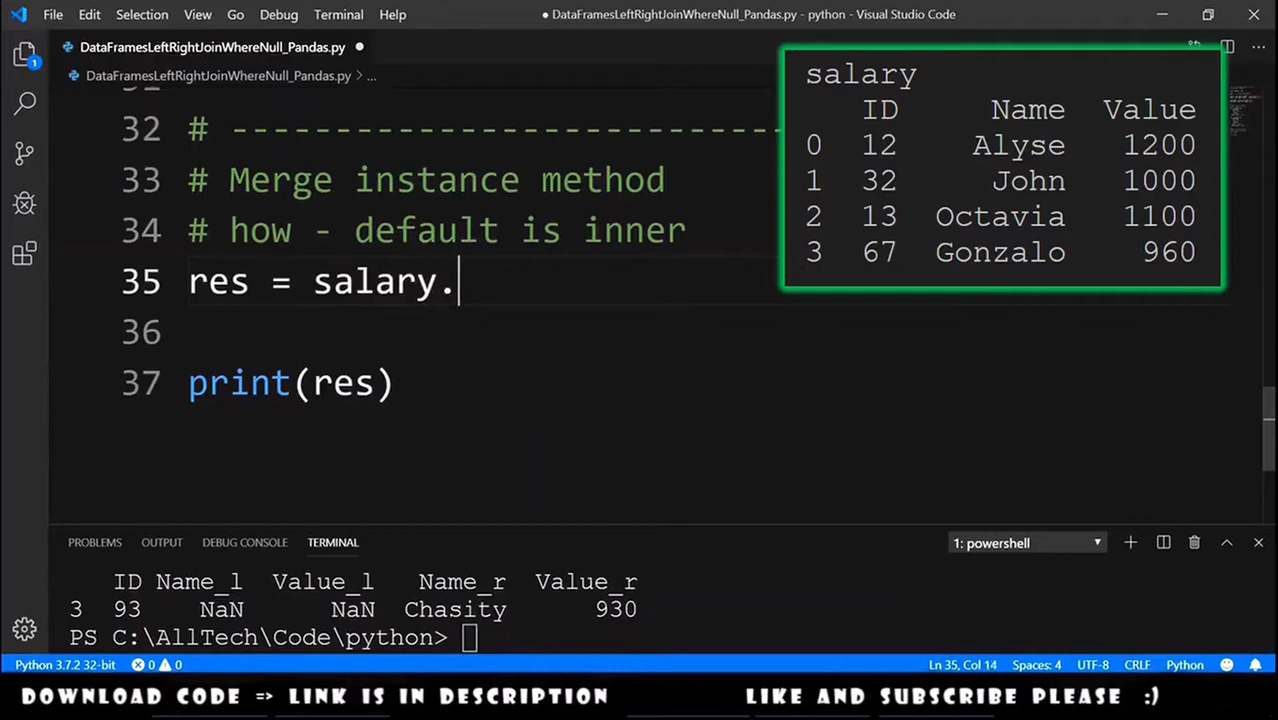 File Edit Selection View Go Debug Terminal Help
● DataFramesLeftRightJoinWhereNull_Pandas.py - python - Visual Studio Code
DataFramesLeftRightJoinWhereNull_Pandas.py ●
1
DataFramesLeftRightJoinWhereNull_Pandas.py > ...
31
32 # ---------------------------
33 # Merge instance method
34 # how - default is inner
35 res = salary.
36
37 print(res)
salary
ID Name Value
0 12 Alyse 1200
1 32 John 1000
2 13 Octavia 1100
3 67 Gonzalo 960
PROBLEMS OUTPUT DEBUG CONSOLE TERMINAL
1: powershell
ID Name_l Value_l Name_r Value_r
3 93 NaN NaN Chasity 930
PS C:\AllTech\Code\python>
Python 3.7.2 32-bit 0 0
Ln 35, Col 14 Spaces: 4 UTF-8 CRLF Python
DOWNLOAD CODE => LINK IS IN DESCRIPTION
LIKE AND SUBSCRIBE PLEASE :)